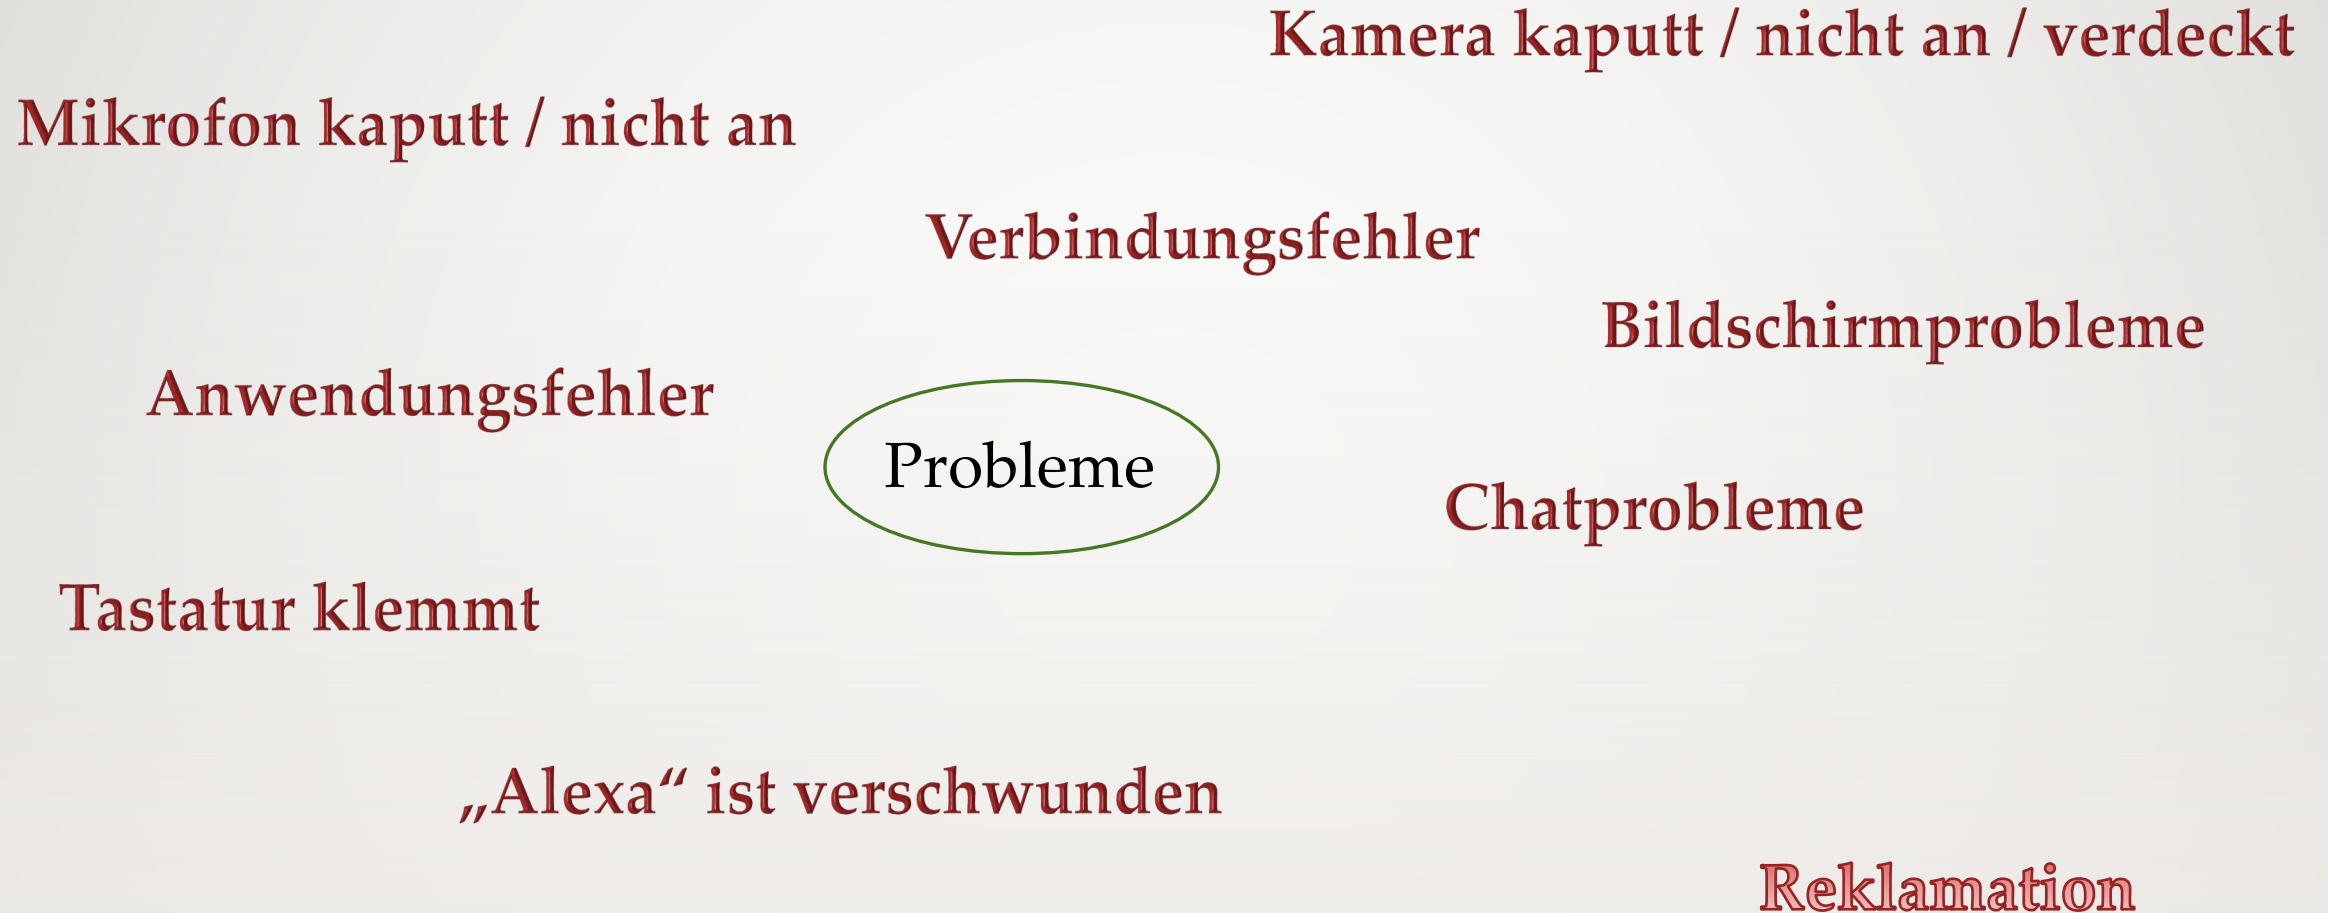 Kamera kaputt / nicht an / verdeckt
Mikrofon kaputt / nicht an
Verbindungsfehler
Bildschirmprobleme
Anwendungsfehler
Probleme
Chatprobleme
Tastatur klemmt
„Alexa“ ist verschwunden
Reklamation